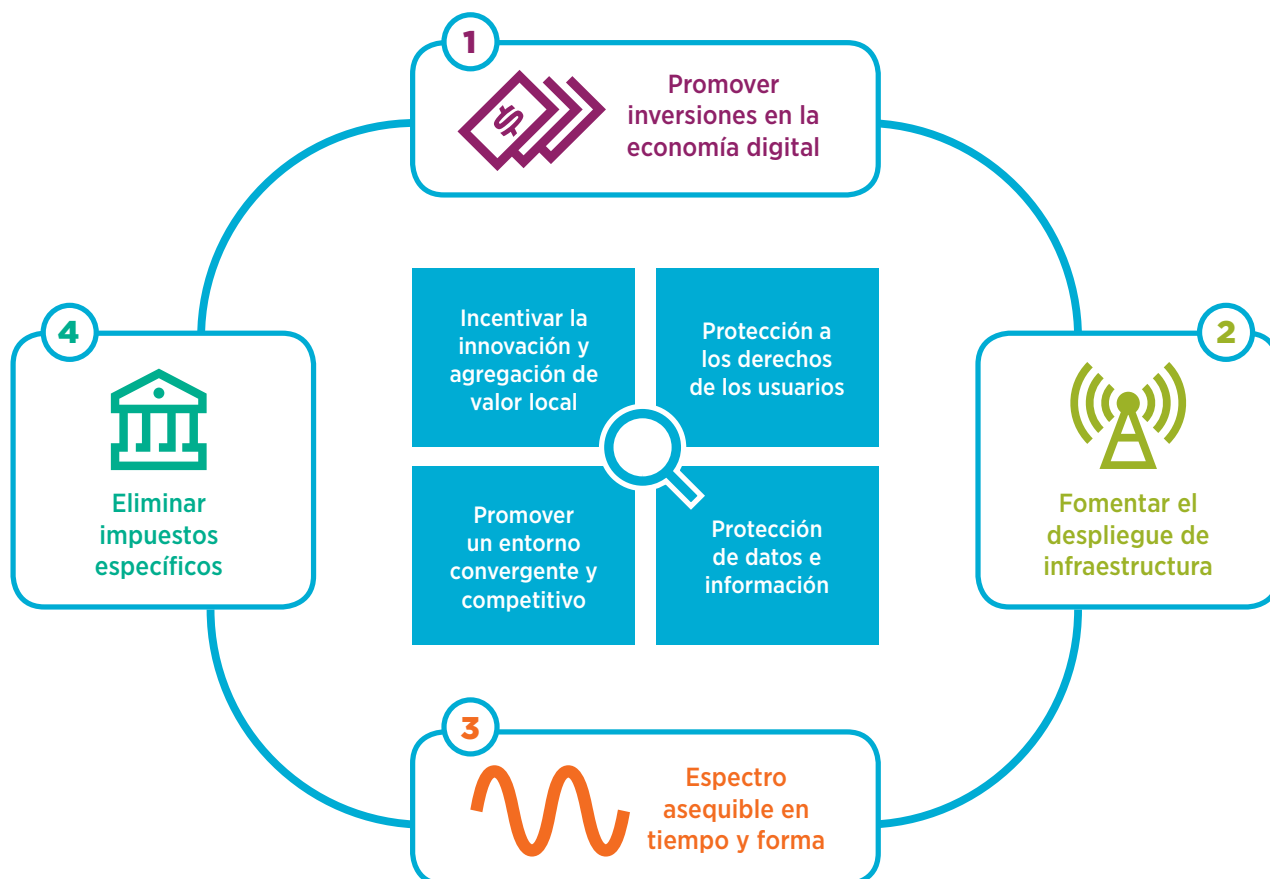 1
Promover
inversiones en la
economía digital
2
Fomentar el
despliegue de
infraestructura
3
Espectro
asequible en
tiempo y forma
4
Eliminar
impuestos
específicos
Incentivar la
innovación y
agregación de
valor local
Protección a
los derechos
de los usuarios
Promover
un entorno
convergente y
competitivo
Protección
de datos e
información
$